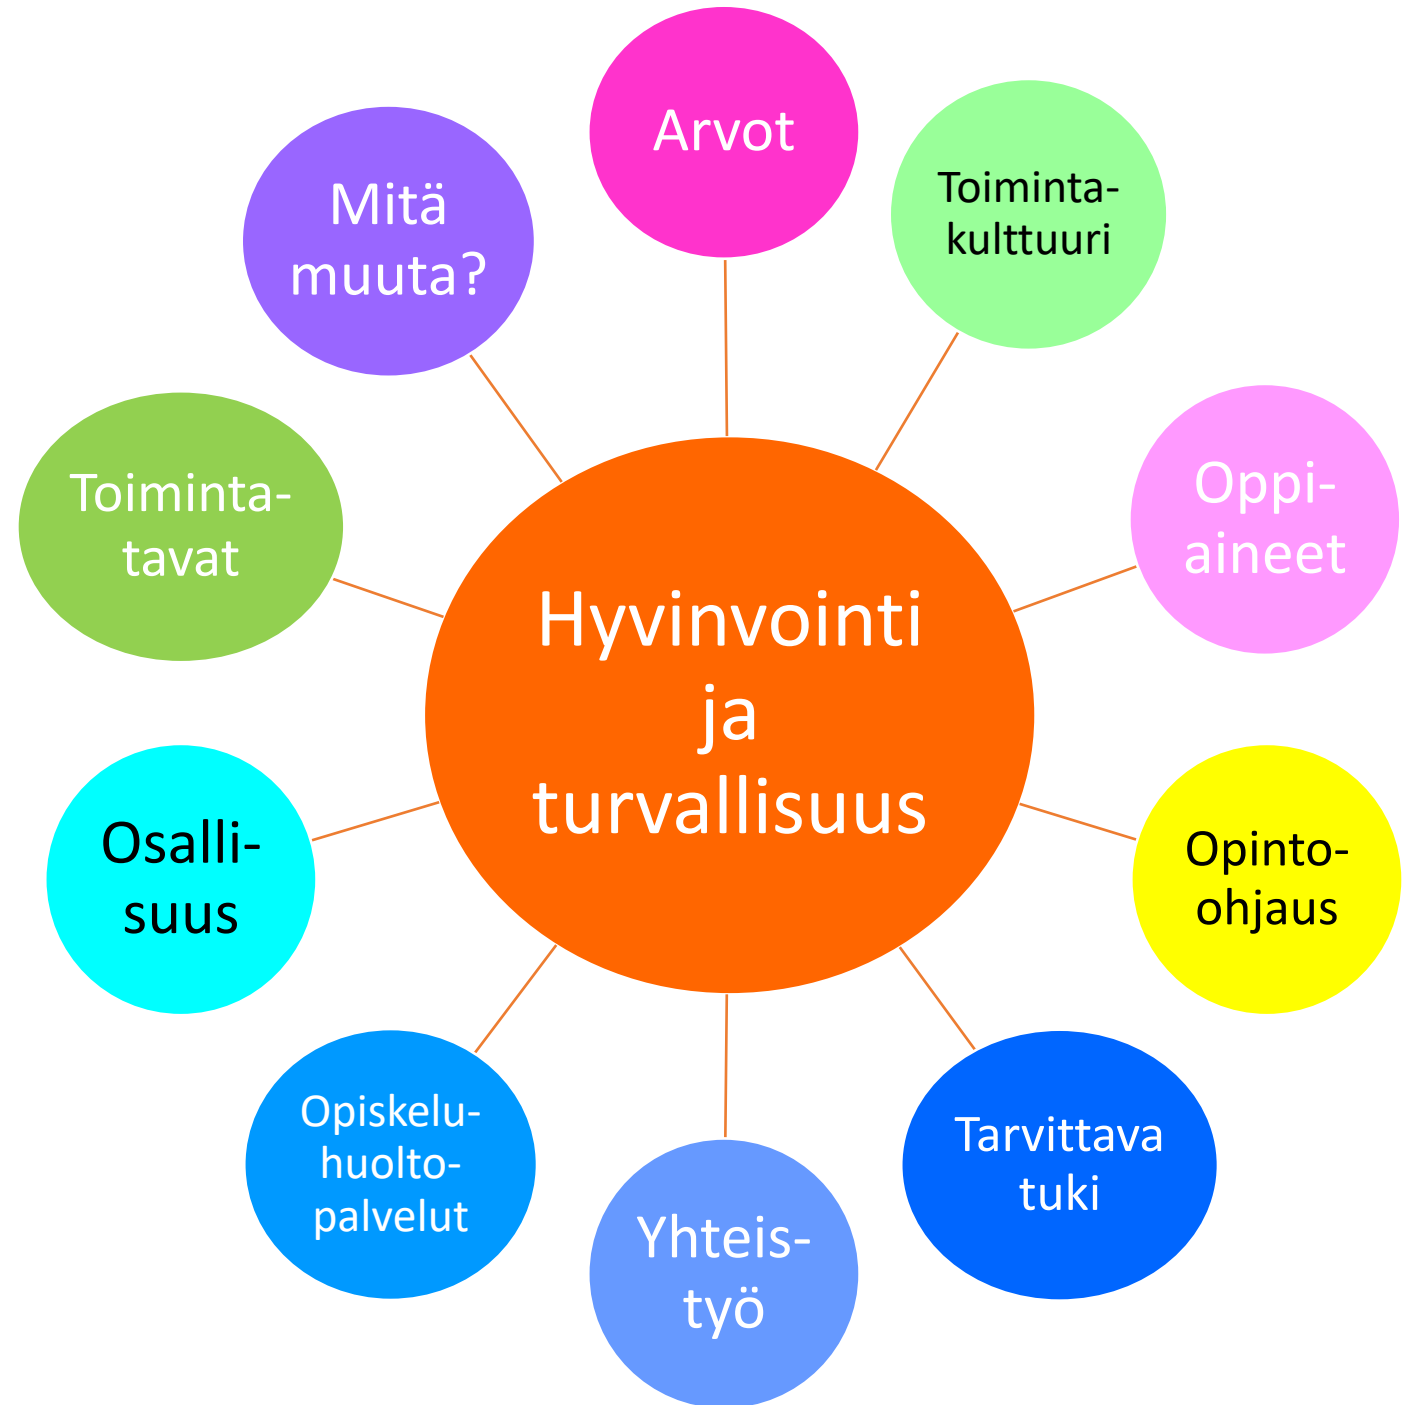 Arvot
Toiminta-
kulttuuri
Oppi-
aineet
Opinto-
ohjaus
Tarvittava
tuki
Yhteis-
työ
Opiskelu-
huolto-
palvelut
Osalli-
suus
Toiminta-
tavat
Mitä
muuta?
Hyvinvointi
ja
turvallisuus